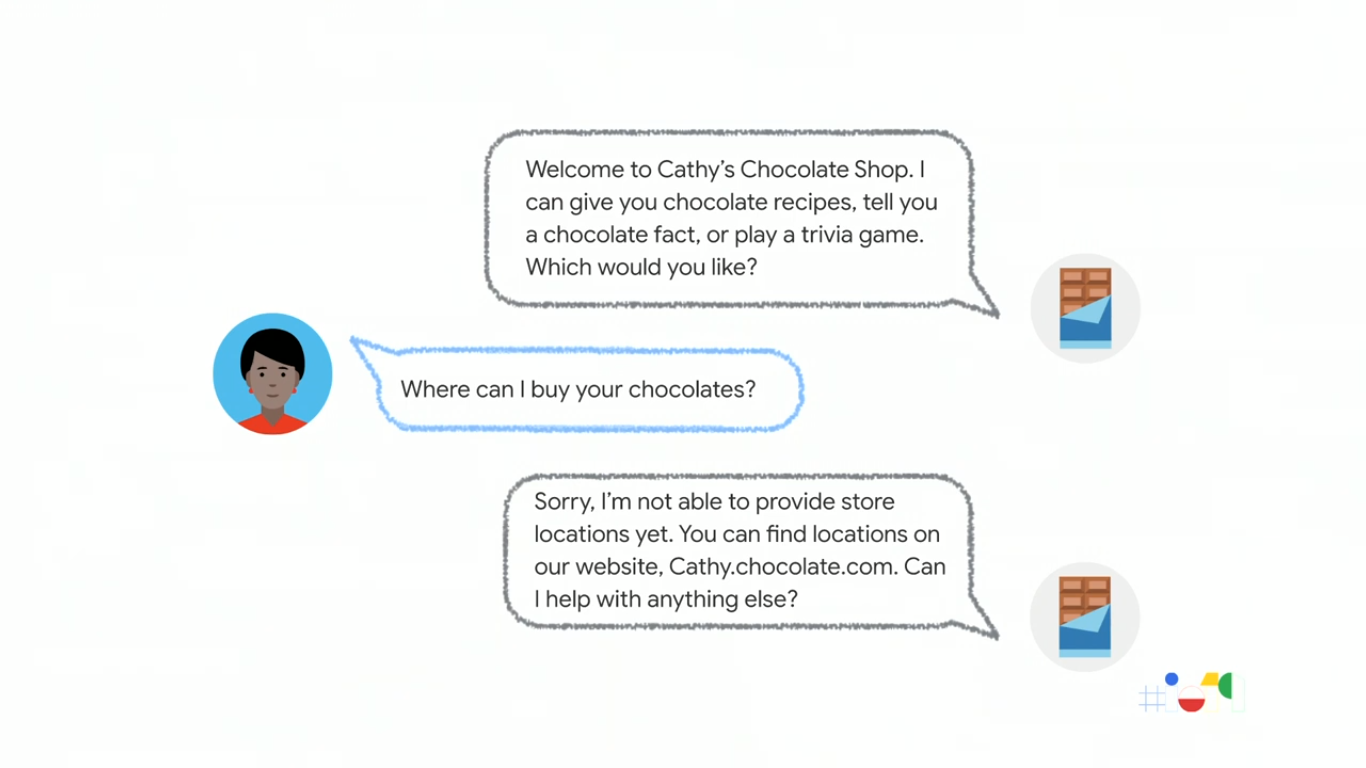 Welcome to Cathy’s Chocolate Shop. I
can give you chocolate recipes, tell you
a chocolate fact, or play a trivia game.
Which would you like?
Where can I buy your chocolates?
Sorry, I’m not able to provide store
locations yet. You can find locations on
our website, Cathy.chocolate.com. Can
I help with anything else?